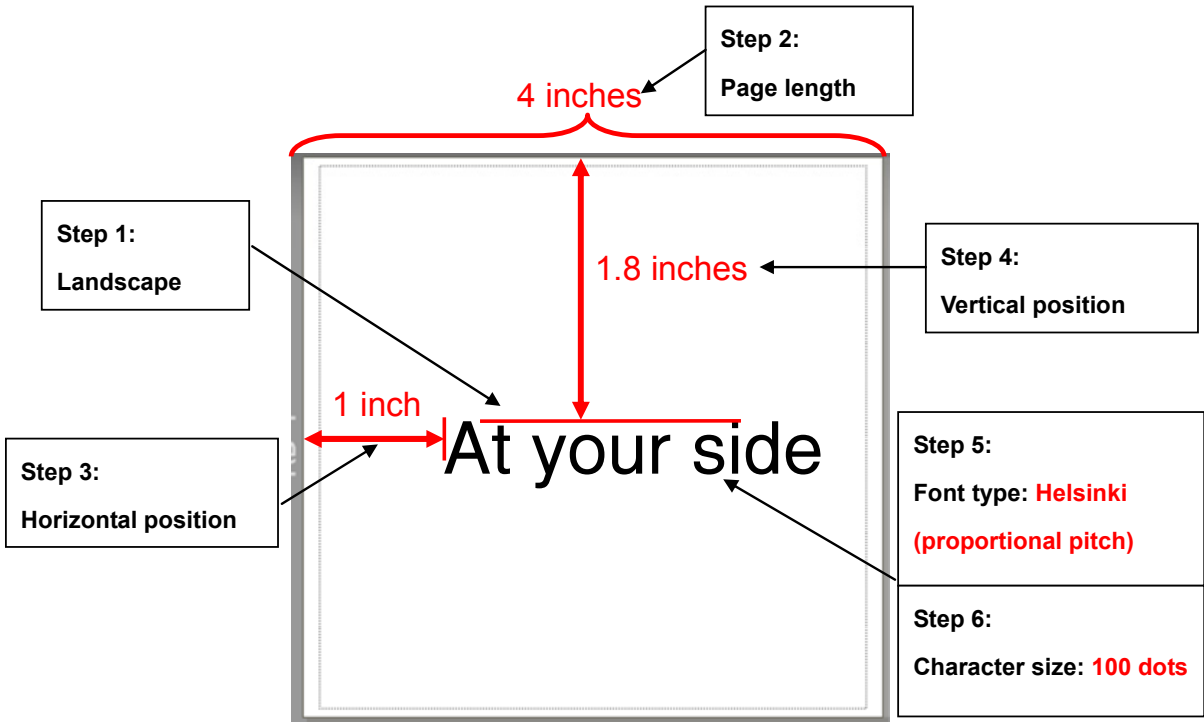 Step 2:
Page length
4 inches
Step 1:
Landscape
1.8 inches
Step 4:
Vertical position
1 inch
At your side
Step 3:
Horizontal position
Step 5:
Font type: Helsinki
(proportional pitch)
Step 6:
Character size: 100 dots